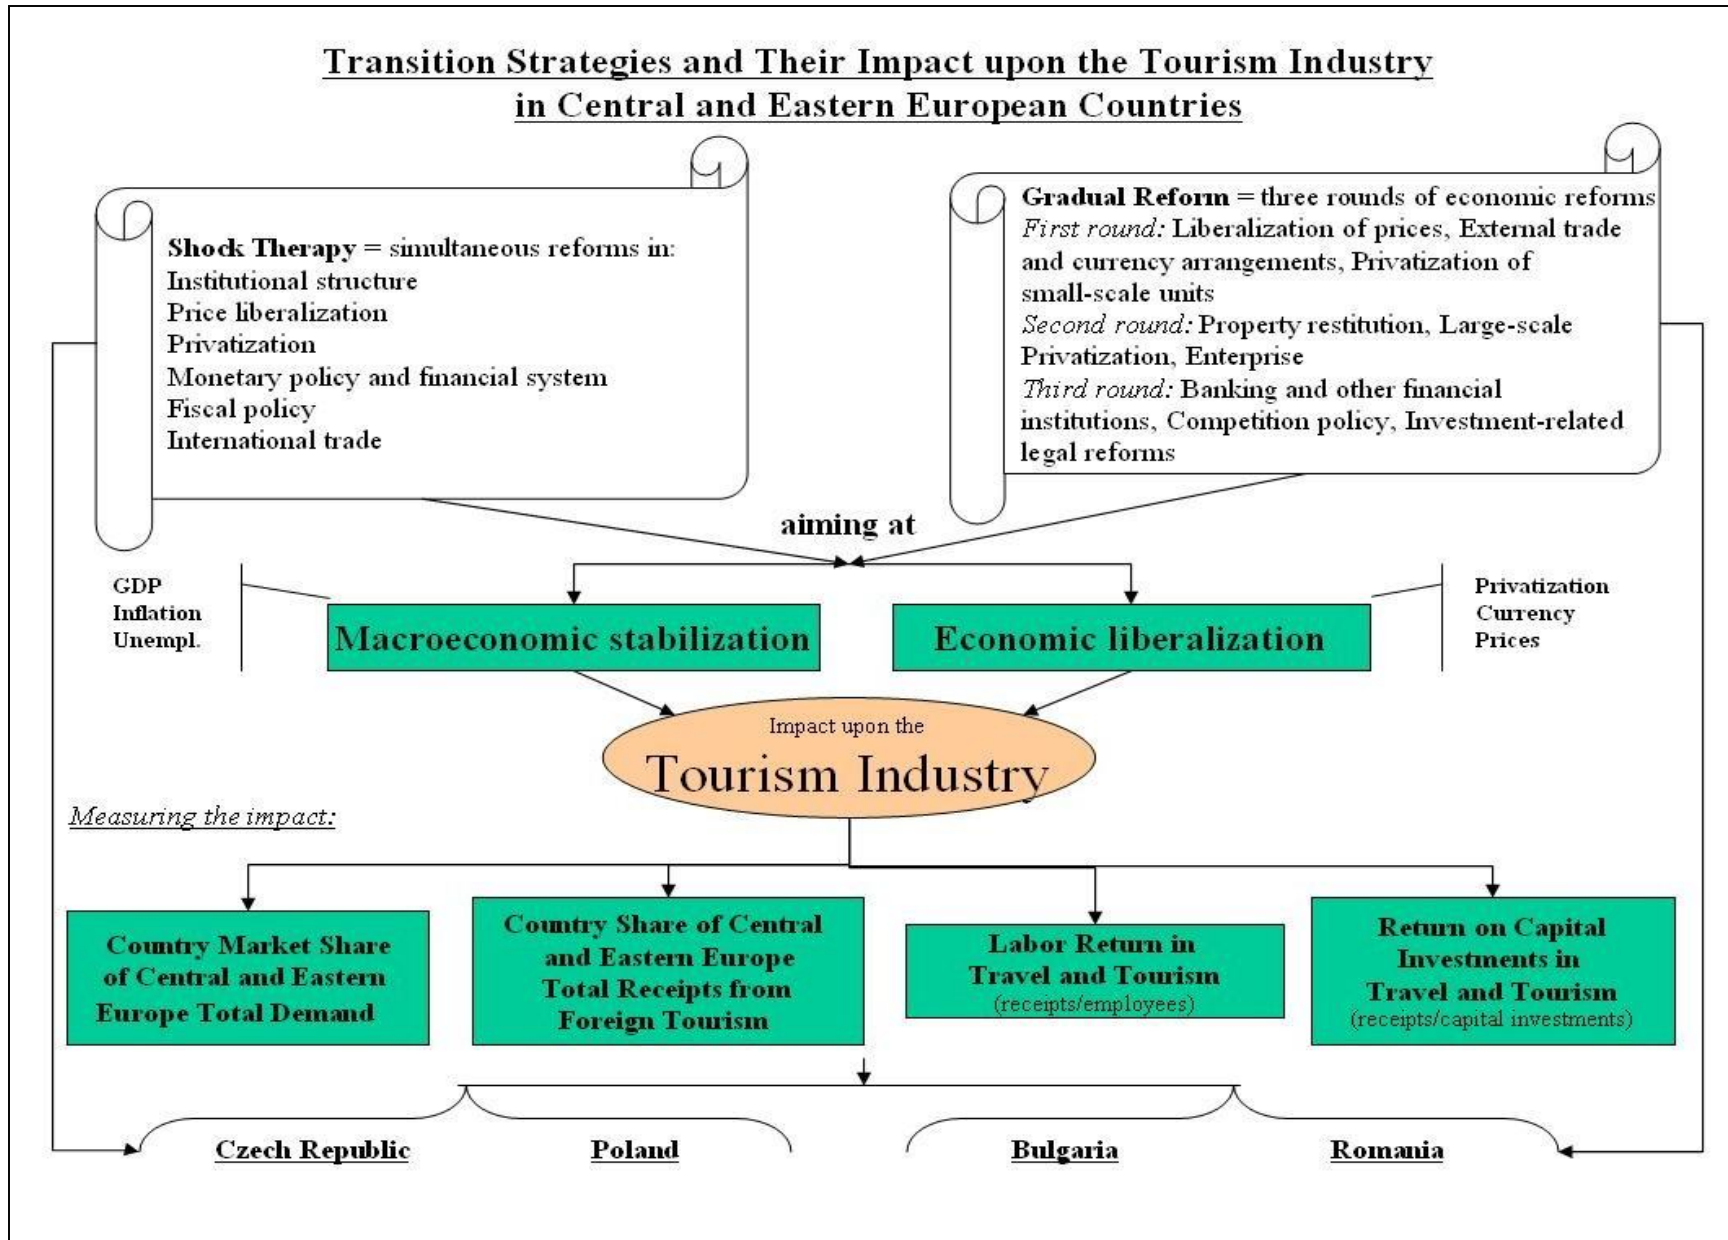 Transition Strategies and Their Impact upon the Tourism Industry
in Central and Eastern European Countries
Shock Therapy = simultaneous reforms in:
Institutional structure
Price liberalization
Privatization
Monetary policy and financial system
Fiscal policy
International trade
Gradual Reform = three rounds of economic reforms
First round: Liberalization of prices, External trade
and currency arrangements, Privatization of
small-scale units
Second round: Property restitution, Large-scale
Privatization, Enterprise
Third round: Banking and other financial
institutions, Competition policy, Investment-related
legal reforms
aiming at
GDP
Inflation
Unempl.
Macroeconomic stabilization
Economic liberalization
Privatization
Currency
Prices
Impact upon the
Tourism Industry
Measuring the impact:
Country Market Share
of Central and Eastern
Europe Total Demand
Country Share of Central
and Eastern Europe
Total Receipts from
Foreign Tourism
Labor Return in
Travel and Tourism
(receipts/employees)
Return on Capital
Investments in
Travel and Tourism
(receipts/capital investments)
Czech Republic
Poland
Bulgaria
Romania